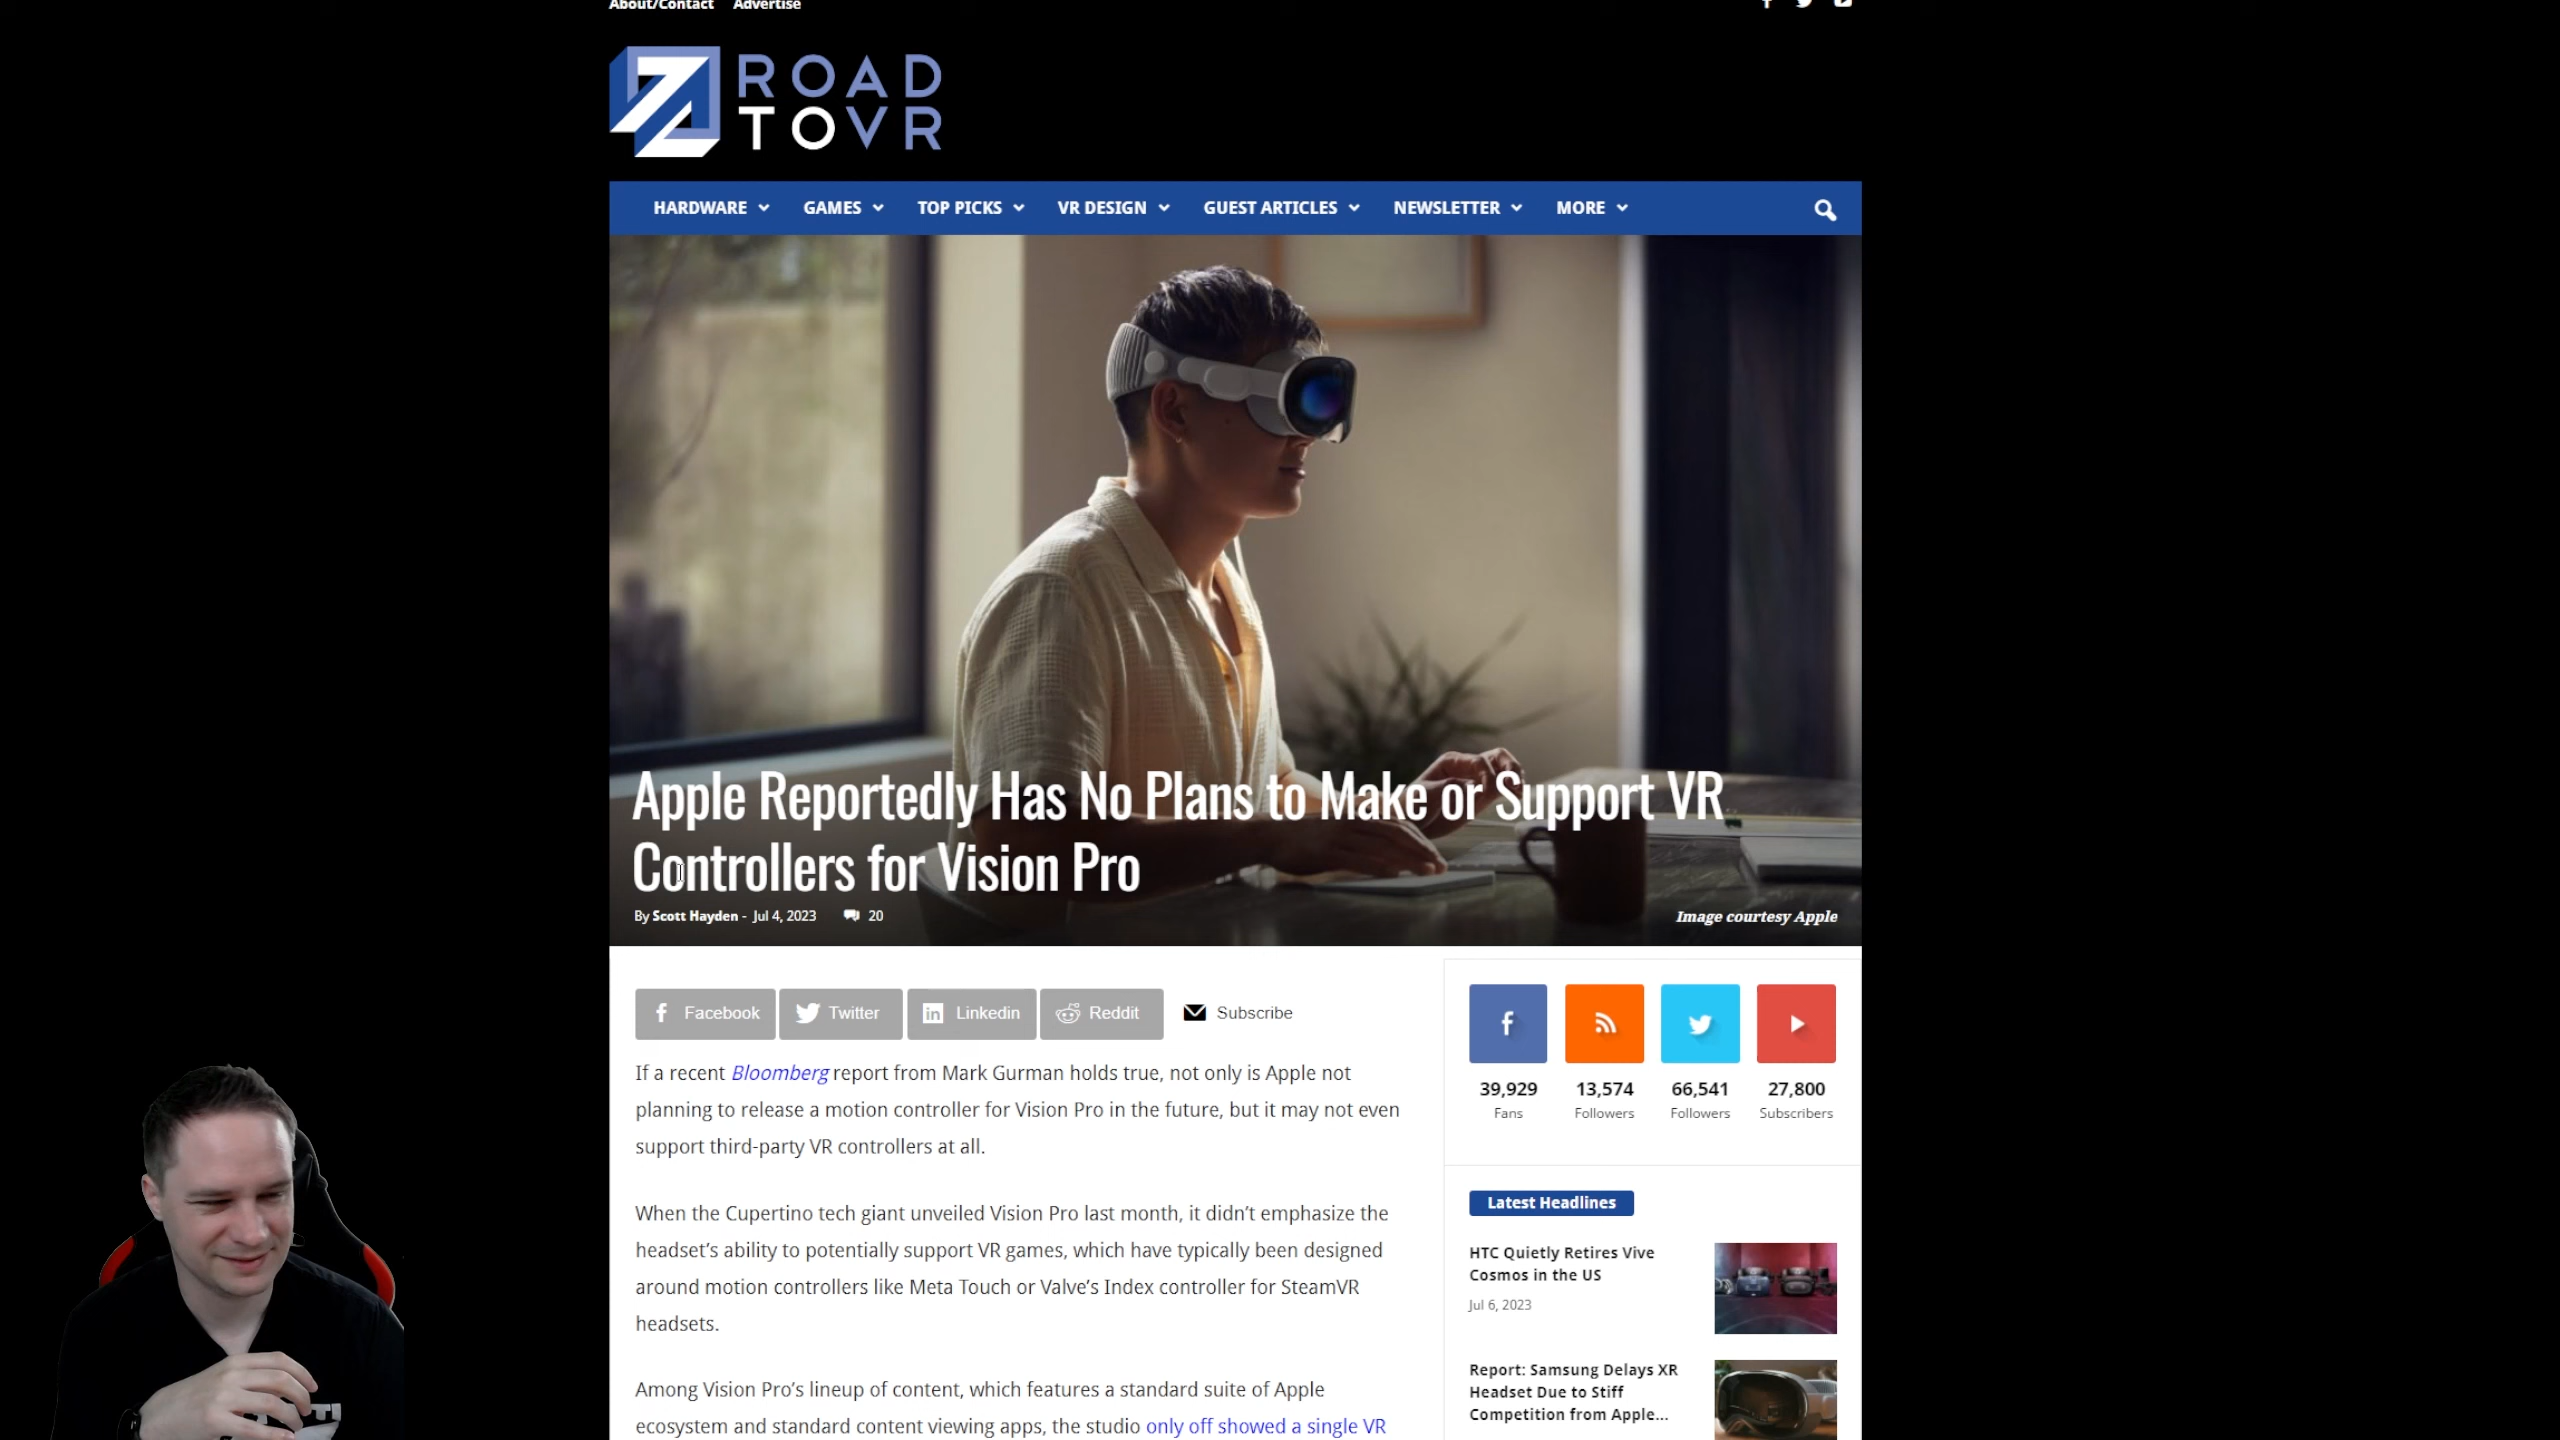 About/Contact Advertise
ROAD
TOVR
HARDWARE GAMES TOP PICKS VR DESIGN GUEST ARTICLES NEWSLETTER MORE
Apple Reportedly Has No Plans to Make or Support VR
Controllers for Vision Pro
By Scott Hayden - Jul 4, 2023 20
Image courtesy Apple
Facebook Twitter Linkedin Reddit Subscribe
If a recent Bloomberg report from Mark Gurman holds true, not only is Apple not
planning to release a motion controller for Vision Pro in the future, but it may not even
support third-party VR controllers at all.
When the Cupertino tech giant unveiled Vision Pro last month, it didn’t emphasize the
headset’s ability to potentially support VR games, which have typically been designed
around motion controllers like Meta Touch or Valve’s Index controller for SteamVR
headsets.
Among Vision Pro’s lineup of content, which features a standard suite of Apple
ecosystem and standard content viewing apps, the studio only off showed a single VR
39,929 13,574 66,541 27,800
Fans Followers Followers Subscribers
Latest Headlines
HTC Quietly Retires Vive
Cosmos in the US
Jul 6, 2023
Report: Samsung Delays XR
Headset Due to Stiff
Competition from Apple...